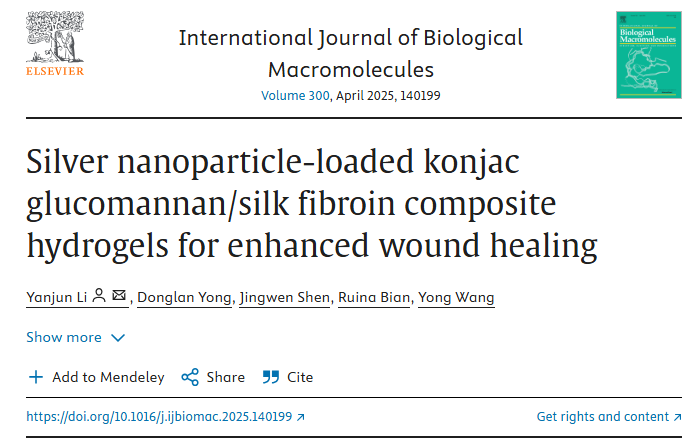 ELSEVIER
International Journal of Biological
Macromolecules
Volume 300, April 2025, 140199
Biological
Macromolecules
Silver nanoparticle-loaded konjac
glucomannan/silk fibroin composite
hydrogels for enhanced wound healing
Yanjun Li, Donglan Yong, Jingwen Shen, Ruina Bian, Yong Wang
Show more
Add to Mendeley Share Cite
https://doi.org/10.1016/j.ijbiomac.2025.140199 Get rights and content